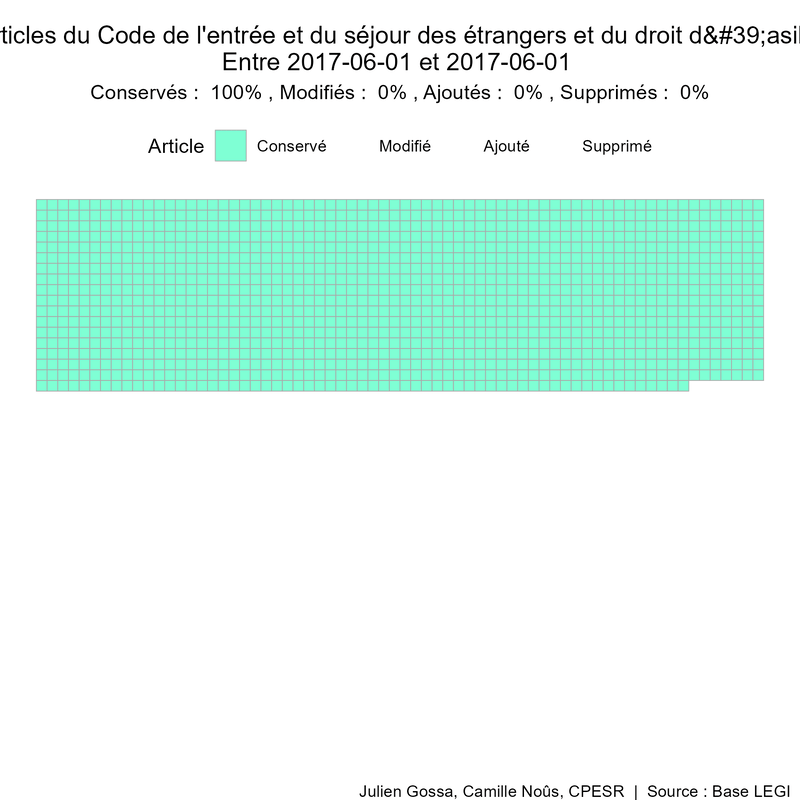 ticles du Code de l'entrée et du séjour des étrangers et du droit d&#39;asil
Entre 2017-06-01 et 2017-06-01
Conservés : 100% , Modifiés : 0% , Ajoutés : 0% , Supprimés : 0%
Article Conservé Modifié Ajouté Supprimé
Julien Gossa, Camille Noûs, CPESR | Source : Base LEGI